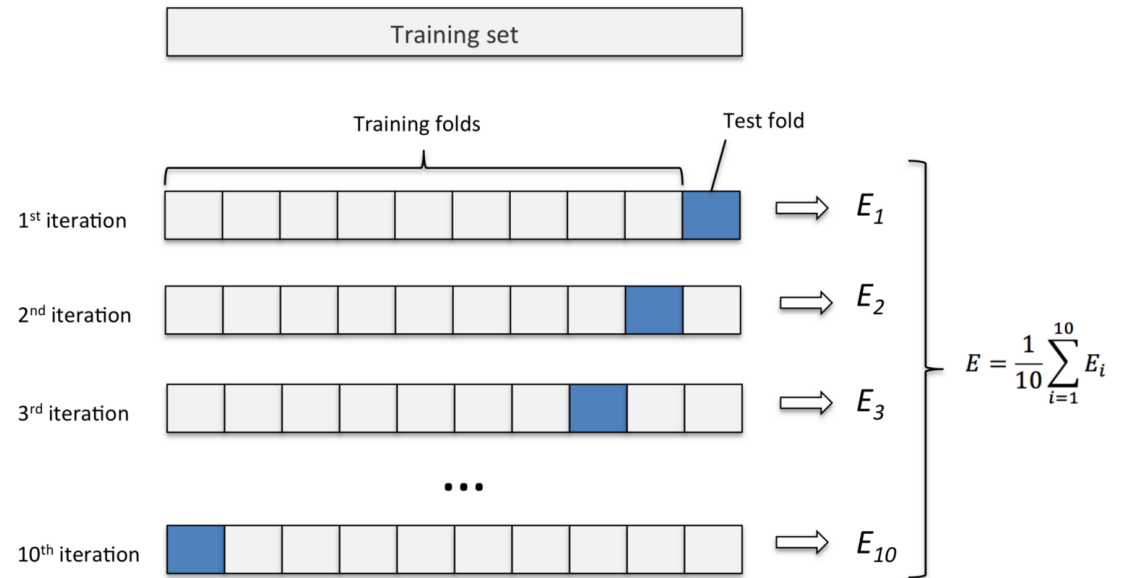 Training set
Training folds
Test fold
1st iteration
E1
2nd iteration
E2
3rd iteration
E3
E = 1/10 ∑_{i=1}^{10} E_i
...
10th iteration
E10